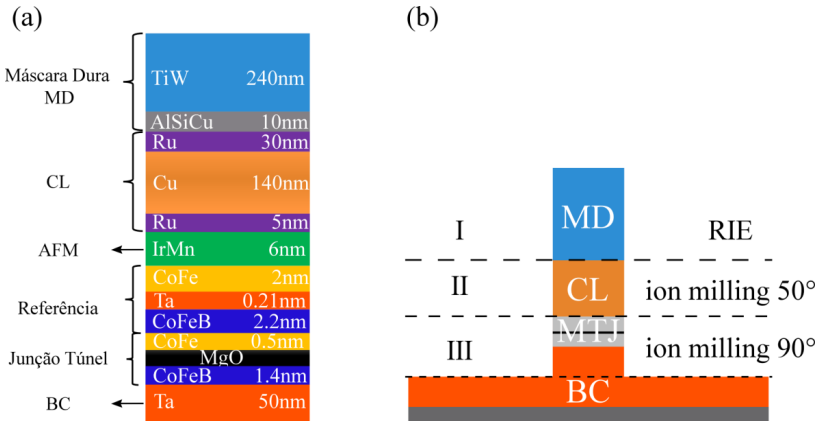 (a)
Máscara Dura
MD
TiW 240nm
AlSiCu 10nm
CL
Ru 30nm
Cu 140nm
Ru 5nm
AFM
IrMn 6nm
Referência
CoFe 2nm
Ta 0.21nm
CoFeB 2.2nm
Junção Túnel
CoFe 0.5nm
MgO
CoFeB 1.4nm
BC
Ta 50nm
(b)
MD
I
RIE
CL
II
ion milling 50°
MTJ
III
ion milling 90°
BC